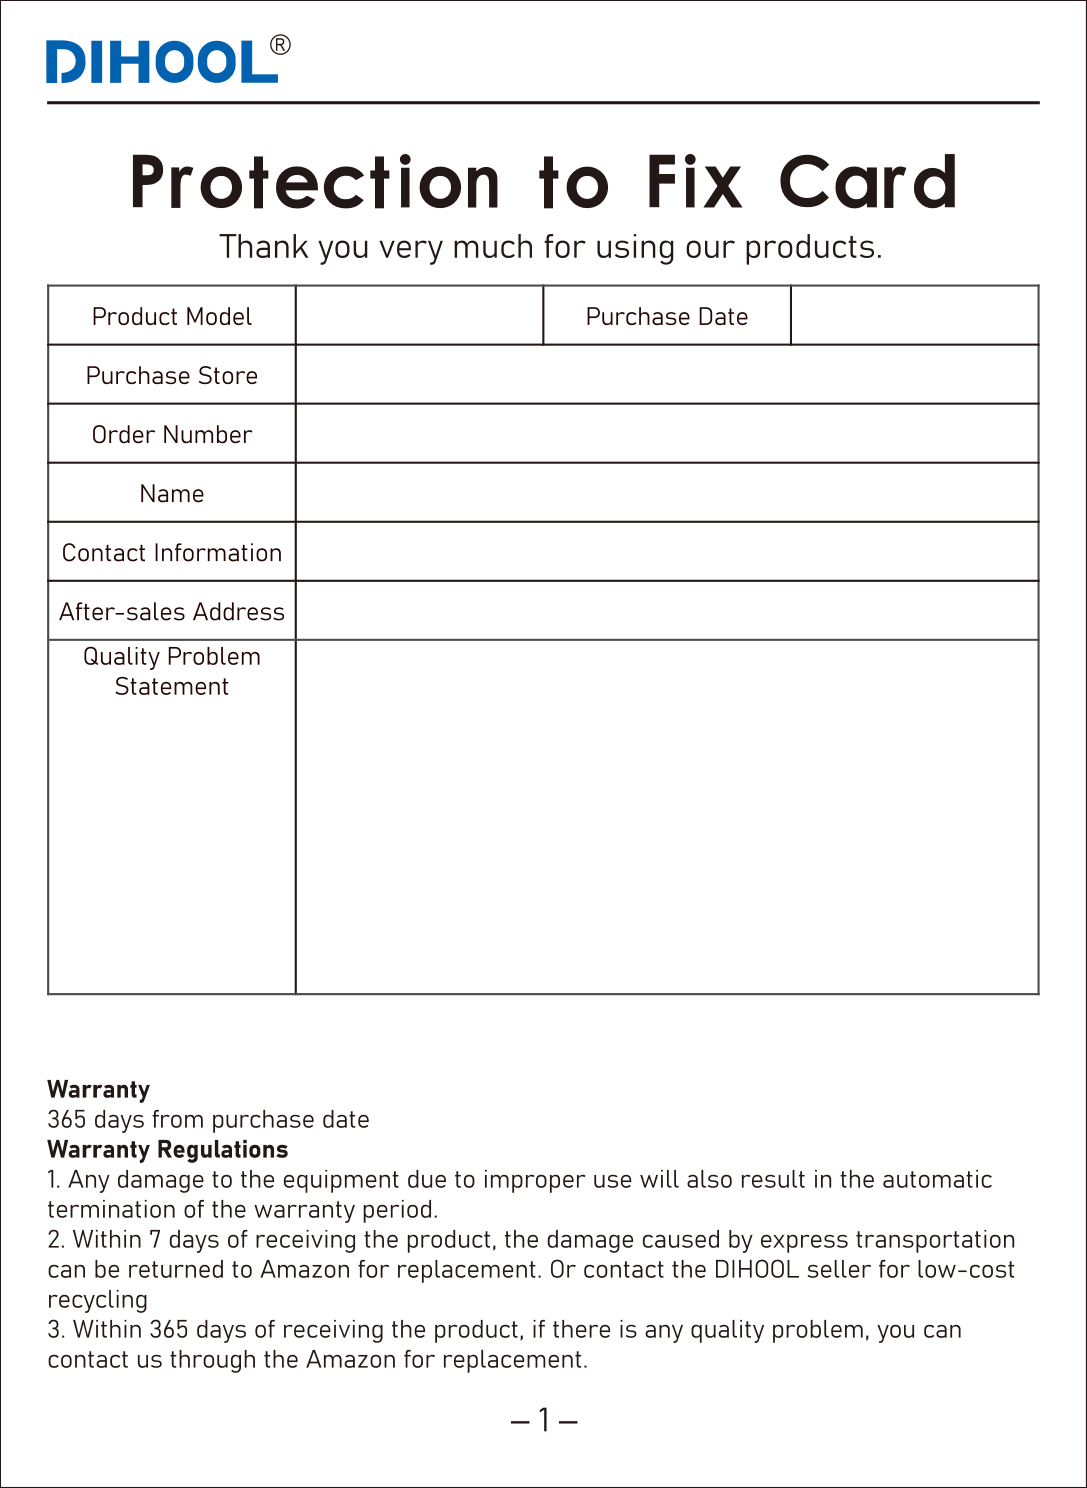 DIHOOL®
Protection to Fix Card
Thank you very much for using our products.
Product Model
Purchase Date
Purchase Store
Order Number
Name
Contact Information
After-sales Address
Quality Problem
Statement
Warranty
365 days from purchase date
Warranty Regulations
1. Any damage to the equipment due to improper use will also result in the automatic
termination of the warranty period.
2. Within 7 days of receiving the product, the damage caused by express transportation
can be returned to Amazon for replacement. Or contact the DIHOOL seller for low-cost
recycling
3. Within 365 days of receiving the product, if there is any quality problem, you can
contact us through the Amazon for replacement.
– 1 –